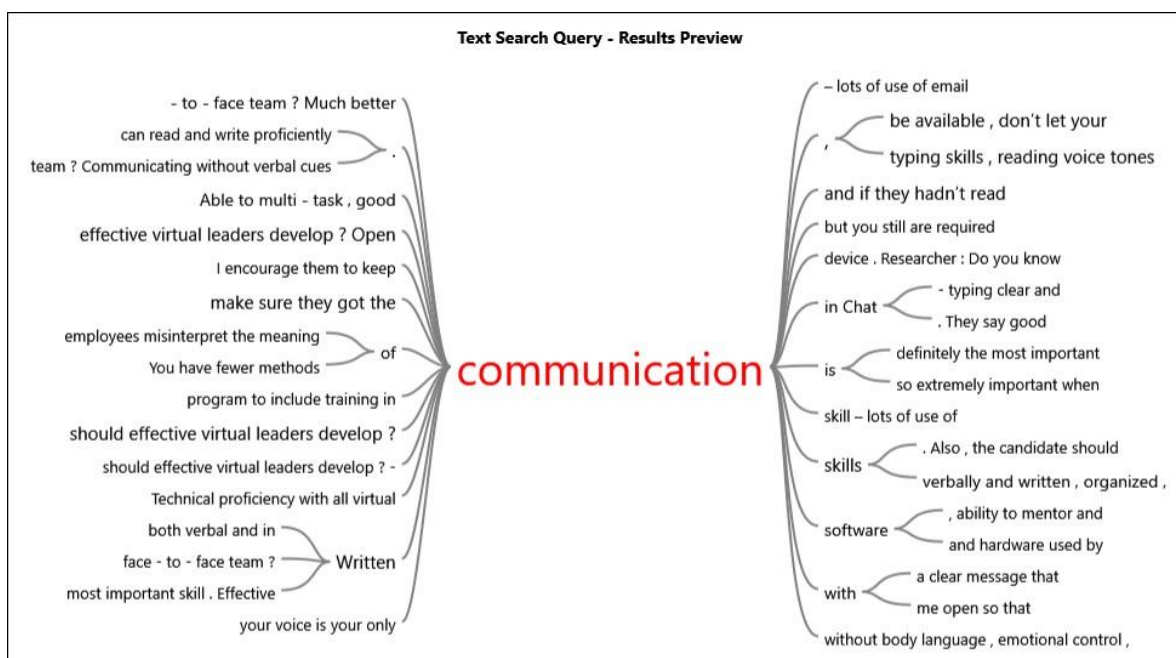 Text Search Query - Results Preview
- to - face team ? Much better
can read and write proficiently
.
team ? Communicating without verbal cues
Able to multi - task , good
effective virtual leaders develop ? Open
I encourage them to keep
make sure they got the
employees misinterpret the meaning
of
You have fewer methods
program to include training in
should effective virtual leaders develop ?
should effective virtual leaders develop ? -
Technical proficiency with all virtual
both verbal and in
face - to - face team ?
Written
most important skill . Effective
your voice is your only
communication
– lots of use of email
,
be available , don't let your
typing skills , reading voice tones
and if they hadn't read
but you still are required
device . Researcher : Do you know
in Chat
- typing clear and
. They say good
is
definitely the most important
so extremely important when
skill – lots of use of
skills
. Also , the candidate should
verbally and written , organized ,
software
, ability to mentor and
and hardware used by
with
a clear message that
me open so that
without body language , emotional control ,